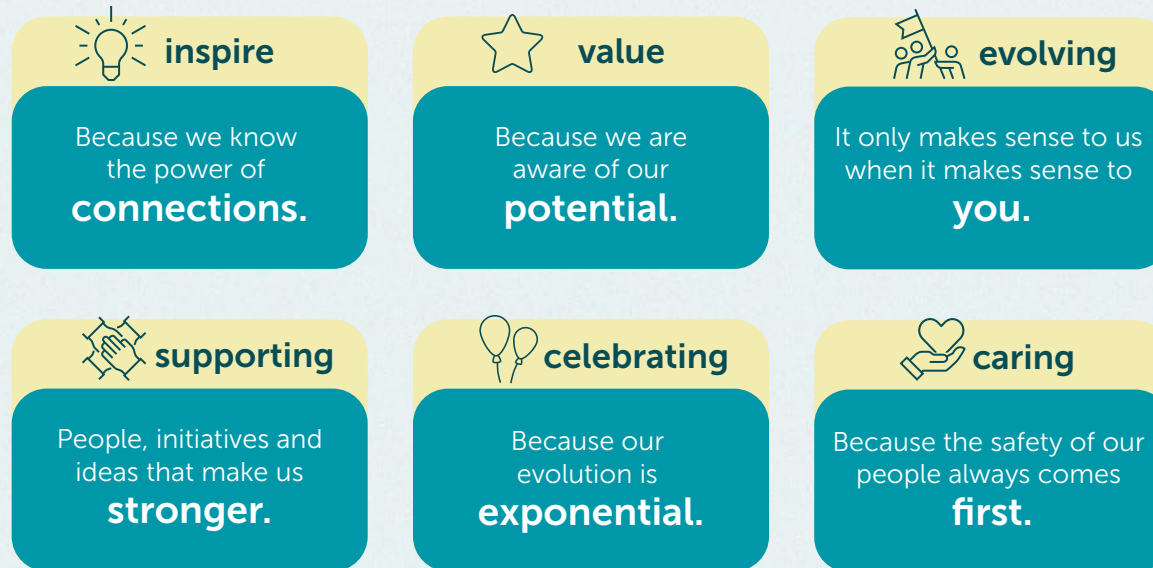 inspire
Because we know
the power of
connections.
value
Because we are
aware of our
potential.
evolving
It only makes sense to us
when it makes sense to
you.
supporting
People, initiatives and
ideas that make us
stronger.
celebrating
Because our
evolution is
exponential.
caring
Because the safety of our
people always comes
first.